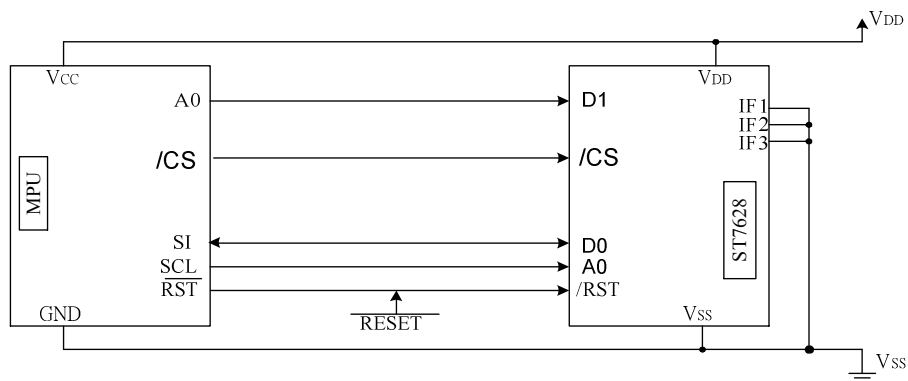 VDD
VCC
VDD
A0
D1
IF1
IF2
IF3
/CS
/CS
MPU
ST7628
SI
D0
SCL
A0
RST
/RST
GND
RESET
VSS
VSS